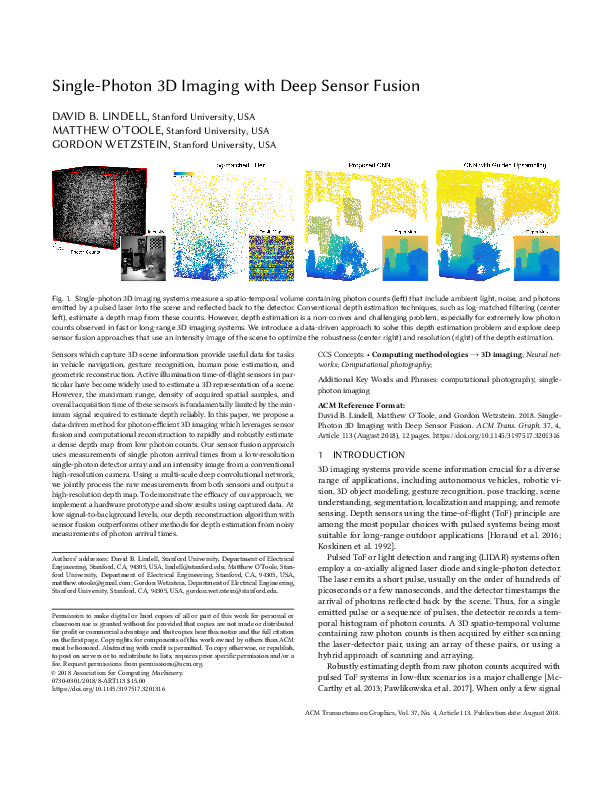 Single-Photon 3D Imaging with Deep Sensor Fusion
DAVID B. LINDELL, Stanford University, USA
MATTHEW O'TOOLE, Stanford University, USA
GORDON WETZSTEIN, Stanford University, USA
Log-matched Filter
Proposed CNN
CNN with Guided Upsampling
Photon Counts
Intensity
Depth Map
Depth Map
Depth Map
Fig. 1. Single-photon 3D imaging systems measure a spatio-temporal volume containing photon counts (left) that include ambient light, noise, and photons
emitted by a pulsed laser into the scene and reflected back to the detector. Conventional depth estimation techniques, such as log-matched filtering (center
left), estimate a depth map from these counts. However, depth estimation is a non-convex and challenging problem, especially for extremely low photon
counts observed in fast or long-range 3D imaging systems. We introduce a data-driven approach to solve this depth estimation problem and explore deep
sensor fusion approaches that use an intensity image of the scene to optimize the robustness (center right) and resolution (right) of the depth estimation.
Sensors which capture 3D scene information provide useful data for tasks
in vehicle navigation, gesture recognition, human pose estimation, and
geometric reconstruction. Active illumination time-of-flight sensors in par-
ticular have become widely used to estimate a 3D representation of a scene.
However, the maximum range, density of acquired spatial samples, and
overall acquisition time of these sensors is fundamentally limited by the min-
imum signal required to estimate depth reliably. In this paper, we propose a
data-driven method for photon-efficient 3D imaging which leverages sensor
fusion and computational reconstruction to rapidly and robustly estimate
a dense depth map from low photon counts. Our sensor fusion approach
uses measurements of single photon arrival times from a low-resolution
single-photon detector array and an intensity image from a conventional
high-resolution camera. Using a multi-scale deep convolutional network,
we jointly process the raw measurements from both sensors and output a
high-resolution depth map. To demonstrate the efficacy of our approach, we
implement a hardware prototype and show results using captured data. At
low signal-to-background levels, our depth reconstruction algorithm with
sensor fusion outperforms other methods for depth estimation from noisy
measurements of photon arrival times.
Authors' addresses: David B. Lindell, Stanford University, Department of Electrical
Engineering, Stanford, CA, 94305, USA, lindell@stanford.edu; Matthew O'Toole, Stan-
ford University, Department of Electrical Engineering, Stanford, CA, 94305, USA,
matthew.otoole@gmail.com; Gordon Wetzstein, Department of Electrical Engineering,
Stanford University, Stanford, CA, 94305, USA, gordon.wetzstein@stanford.edu.
Permission to make digital or hard copies of all or part of this work for personal or
classroom use is granted without fee provided that copies are not made or distributed
for profit or commercial advantage and that copies bear this notice and the full citation
on the first page. Copyrights for components of this work owned by others than ACM
must be honored. Abstracting with credit is permitted. To copy otherwise, or republish,
to post on servers or to redistribute to lists, requires prior specific permission and/or a
fee. Request permissions from permissions@acm.org.
© 2018 Association for Computing Machinery.
0730-0301/2018/8-ART113 $15.00
https://doi.org/10.1145/3197517.3201316
CCS Concepts: • Computing methodologies → 3D imaging; Neural net-
works; Computational photography;
Additional Key Words and Phrases: computational photography, single-
photon imaging
ACM Reference Format:
David B. Lindell, Matthew O'Toole, and Gordon Wetzstein. 2018. Single-
Photon 3D Imaging with Deep Sensor Fusion. ACM Trans. Graph. 37, 4,
Article 113 (August 2018), 12 pages. https://doi.org/10.1145/3197517.3201316
1 INTRODUCTION
3D imaging systems provide scene information crucial for a diverse
range of applications, including autonomous vehicles, robotic vi-
sion, 3D object modeling, gesture recognition, pose tracking, scene
understanding, segmentation, localization and mapping, and remote
sensing. Depth sensors using the time-of-flight (ToF) principle are
among the most popular choices with pulsed systems being most
suitable for long-range outdoor applications [Horaud et al. 2016;
Koskinen et al. 1992].
Pulsed ToF or light detection and ranging (LIDAR) systems often
employ a co-axially aligned laser diode and single-photon detector.
The laser emits a short pulse, usually on the order of hundreds of
picoseconds or a few nanoseconds, and the detector timestamps the
arrival of photons reflected back by the scene. Thus, for a single
emitted pulse or a sequence of pulses, the detector records a tem-
poral histogram of photon counts. A 3D spatio-temporal volume
containing raw photon counts is then acquired by either scanning
the laser-detector pair, using an array of these pairs, or using a
hybrid approach of scanning and arraying.
Robustly estimating depth from raw photon counts acquired with
pulsed ToF systems in low-flux scenarios is a major challenge [Mc-
Carthy et al. 2013; Pawlikowska et al. 2017]. When only a few signal
ACM Transactions on Graphics, Vol. 37, No. 4, Article 113. Publication date: August 2018.